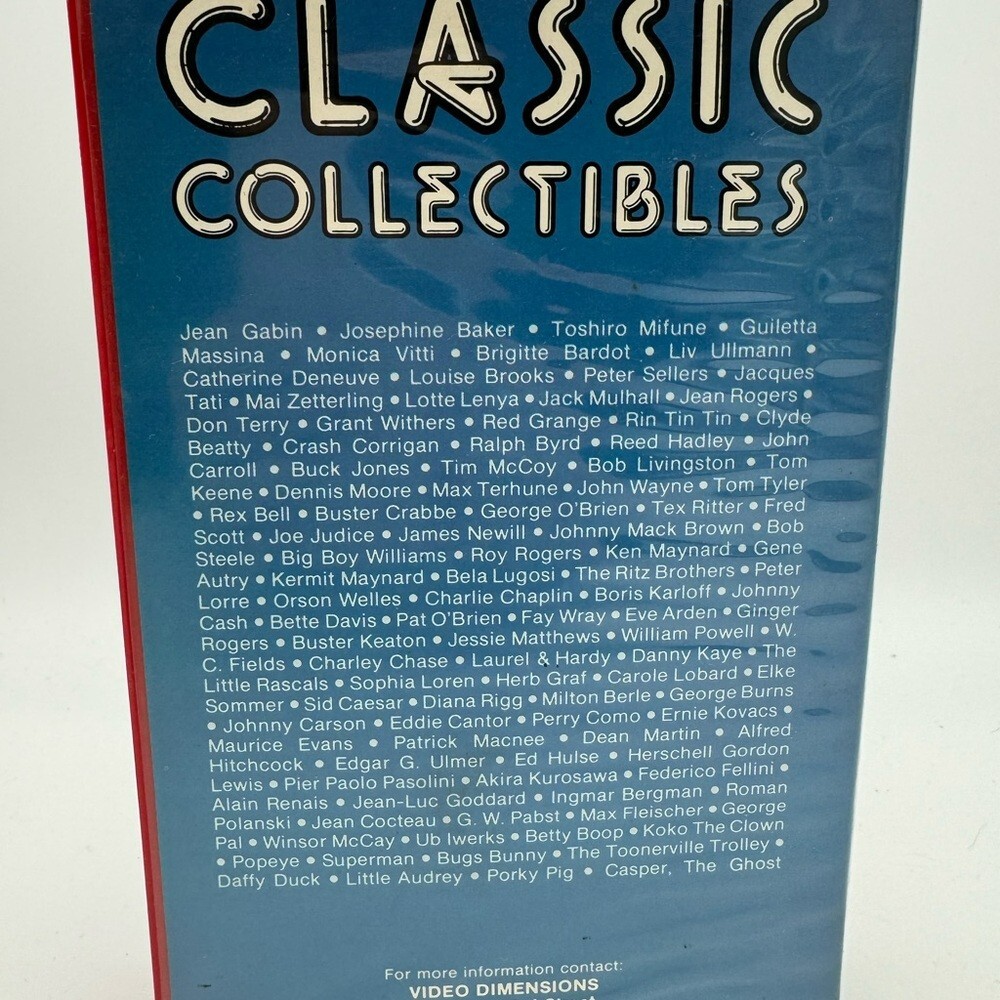 CLASSIC
COLLECTIBLES
Jean Gabin • Josephine Baker • Toshiro Mifune • Guiletta
Massina • Monica Vitti • Brigitte Bardot • Liv Ullmann •
Catherine Deneuve • Louise Brooks • Peter Sellers • Jacques
Tati • Mai Zetterling • Lotte Lenya • Jack Mulhall • Jean Rogers •
Don Terry • Grant Withers • Red Grange • Rin Tin Tin • Clyde
Beatty • Crash Corrigan • Ralph Byrd • Reed Hadley • John
Carroll • Buck Jones • Tim McCoy • Bob Livingston • Tom
Keene • Dennis Moore • Max Terhune • John Wayne • Tom Tyler
• Rex Bell • Buster Crabbe • George O'Brien • Tex Ritter • Fred
Scott • Joe Judice • James Newill • Johnny Mack Brown • Bob
Steele • Big Boy Williams • Roy Rogers • Ken Maynard • Gene
Autry • Kermit Maynard • Bela Lugosi • The Ritz Brothers • Peter
Lorre • Orson Welles • Charlie Chaplin • Boris Karloff • Johnny
Cash • Bette Davis • Pat O'Brien • Fay Wray • Eve Arden • Ginger
Rogers • Buster Keaton • Jessie Matthews • William Powell • W.
C. Fields • Charley Chase • Laurel & Hardy • Danny Kaye • The
Little Rascals • Sophia Loren • Herb Graf • Carole Lobard • Elke
Sommer • Sid Caesar • Diana Rigg • Milton Berle • George Burns
• Johnny Carson • Eddie Cantor • Perry Como • Ernie Kovacs •
Maurice Evans • Patrick Macnee • Dean Martin • Alfred
Hitchcock • Edgar G. Ulmer • Ed Hulse • Herschell Gordon
Lewis • Pier Paolo Pasolini • Akira Kurosawa • Federico Fellini •
Alain Renais • Jean-Luc Goddard • Ingmar Bergman • Roman
Polanski • Jean Cocteau • G. W. Pabst • Max Fleischer • George
Pal • Winsor McCay • Ub Iwerks • Betty Boop • Koko The Clown
• Popeye • Superman • Bugs Bunny • The Toonerville Trolley •
Daffy Duck • Little Audrey • Porky Pig • Casper, The Ghost
For more information contact:
VIDEO DIMENSIONS